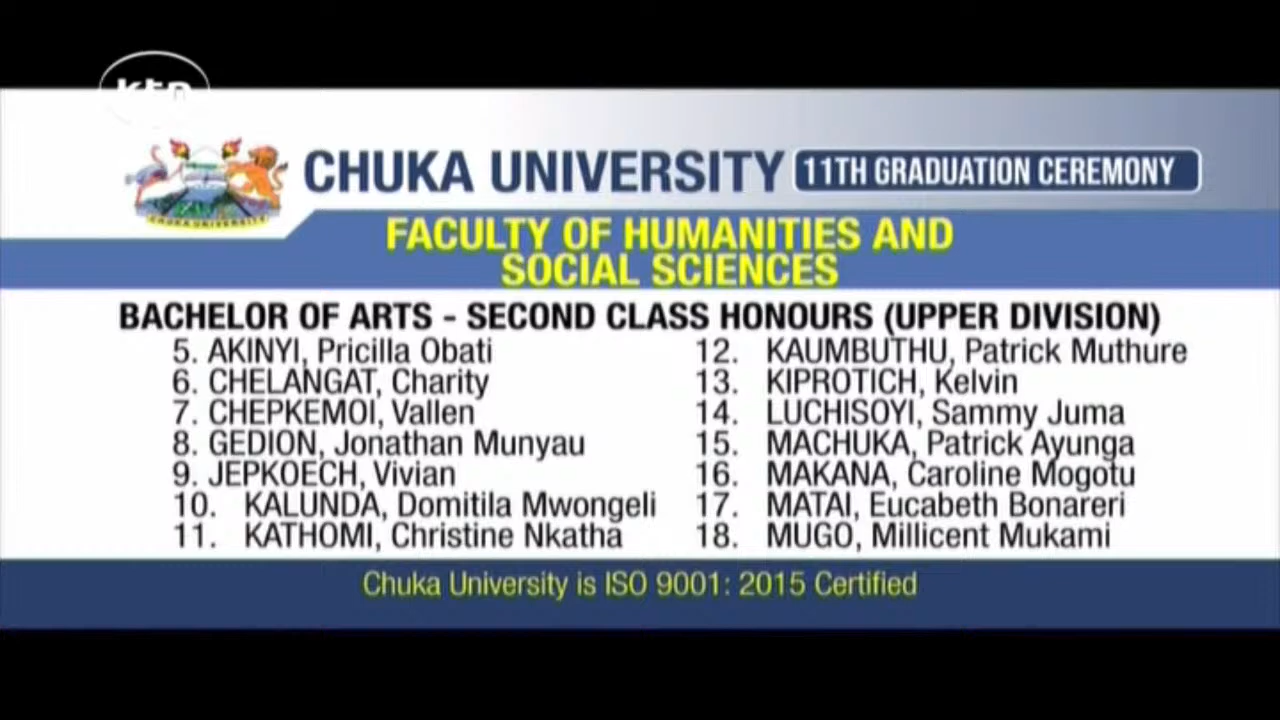 ktn
CHUKA UNIVERSITY
11TH GRADUATION CEREMONY
CHUKA UNIVERSITY
FACULTY OF HUMANITIES AND
SOCIAL SCIENCES
BACHELOR OF ARTS - SECOND CLASS HONOURS (UPPER DIVISION)
5. AKINYI, Pricilla Obati
6. CHELANGAT, Charity
7. CHEPKEMOI, Vallen
8. GEDION, Jonathan Munyau
9. JEPKOECH, Vivian
10. KALUNDA, Domitila Mwongeli
11. KATHOMI, Christine Nkatha
12. KAUMBUTHU, Patrick Muthure
13. KIPROTICH, Kelvin
14. LUCHISOYI, Sammy Juma
15. MACHUKA, Patrick Ayunga
16. MAKANA, Caroline Mogotu
17. MATAI, Eucabeth Bonareri
18. MUGO, Millicent Mukami
Chuka University is ISO 9001: 2015 Certified